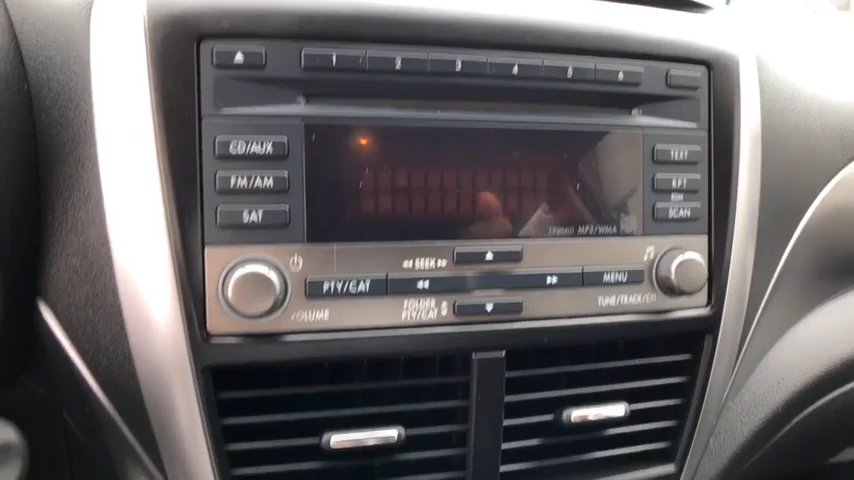 1 2 3 4 5 6
CD/AUX
TEXT
FM/AM
RPT
SAT
SCAN
MP3/WMA
SEEK
PTY/CAT
MENU
VOLUME
FOLDER
PTY/CAT
TUNE/TRACK/CH